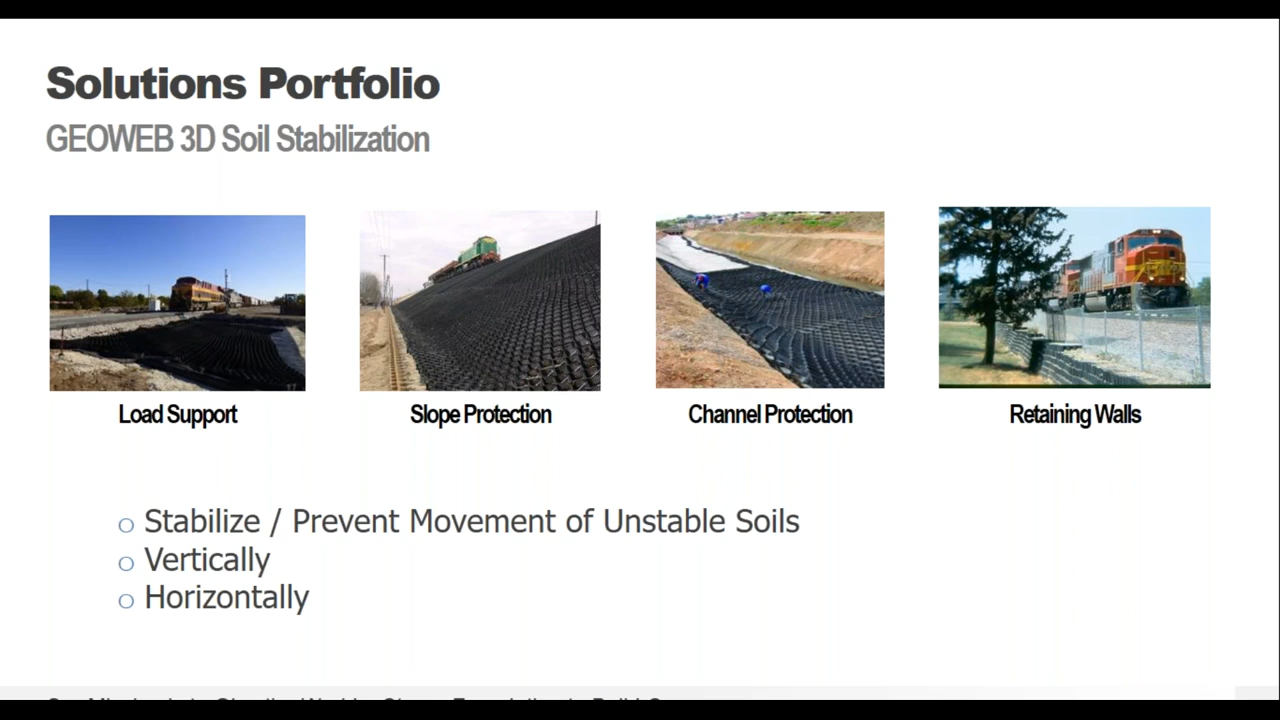 Solutions Portfolio
GEOWEB 3D Soil Stabilization
Load Support
Slope Protection
Channel Protection
Retaining Walls
Stabilize / Prevent Movement of Unstable Soils
Vertically
Horizontally